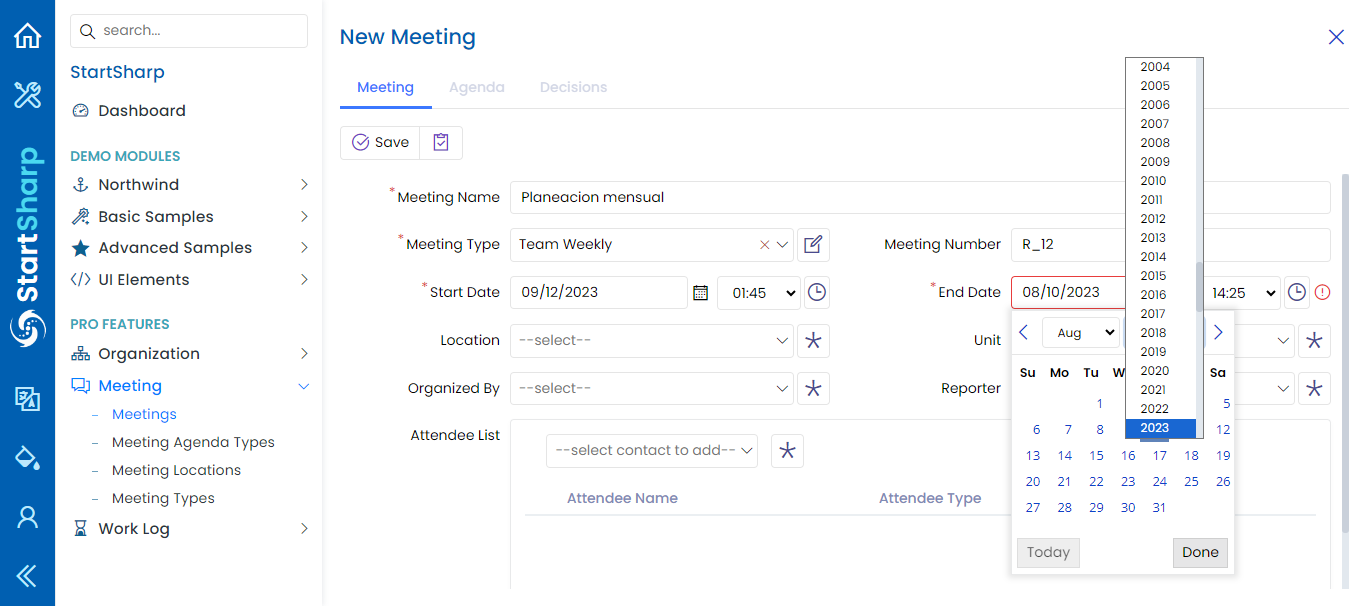 search...
StartSharp
Dashboard
DEMO MODULES
Northwind
Basic Samples
Advanced Samples
UI Elements
PRO FEATURES
Organization
Meeting
Meetings
Meeting Agenda Types
Meeting Locations
Meeting Types
Work Log
StartSharp
New Meeting
Meeting Agenda Decisions
Save
*Meeting Name Planeacion mensual
*Meeting Type Team Weekly Meeting Number R_12
*Start Date 09/12/2023 01:45 *End Date 08/10/2023 14:25
Location --select-- Unit
Organized By --select-- Reporter
Attendee List
--select contact to add--
Attendee Name Attendee Type
2004
2005
2006
2007
2008
2009
2010
2011
2012
2013
2014
2015
2016
2017
2018
2019
2020
2021
2022
2023
Aug
Su Mo Tu W Sa
1 5
6 7 8 12
13 14 15 16 17 18 19
20 21 22 23 24 25 26
27 28 29 30 31
Today Done